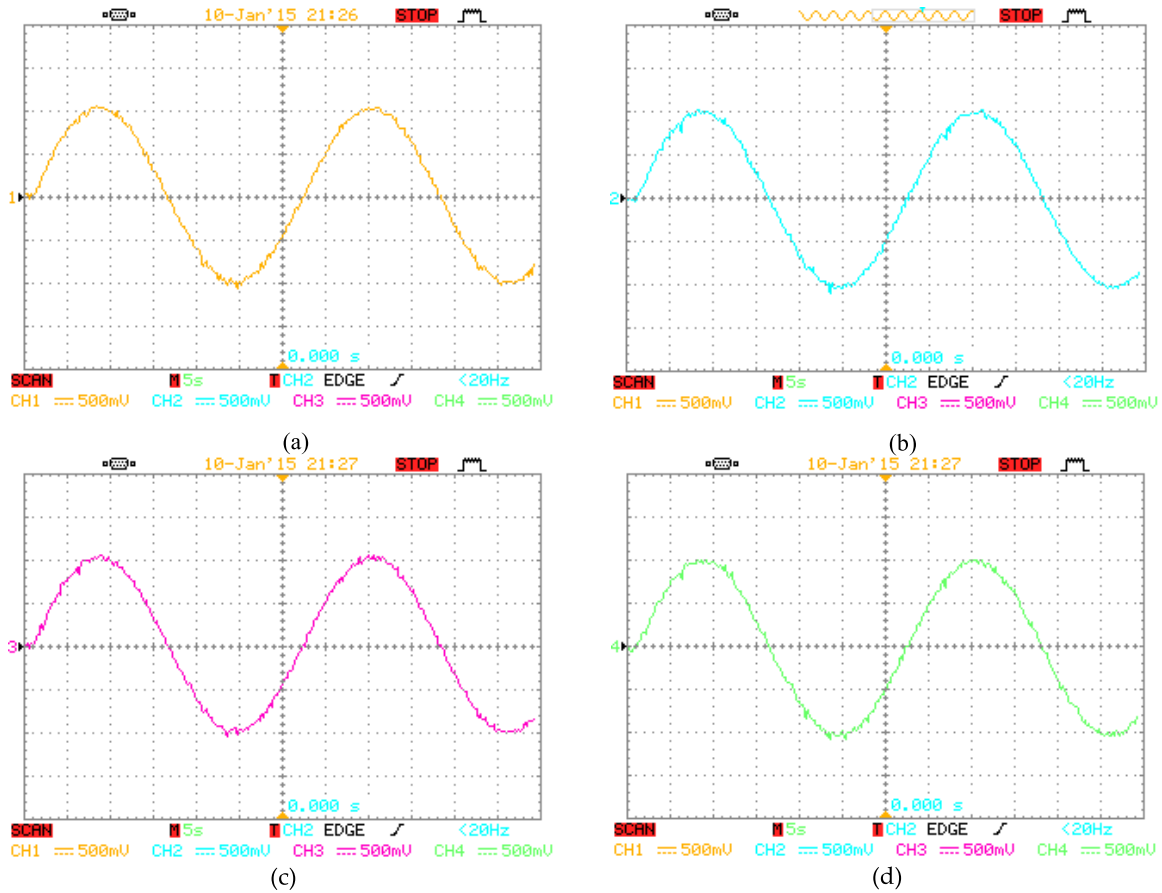 10-Jan'15 21:26 STOP
1
0.000 s
SCAN M 5s T CH2 EDGE <20Hz
CH1 500mV CH2 500mV CH3 500mV CH4 500mV
(a)
STOP
2
0.000 s
SCAN M 5s T CH2 EDGE <20Hz
CH1 500mV CH2 500mV CH3 500mV CH4 500mV
(b)
10-Jan'15 21:27 STOP
3
0.000 s
SCAN M 5s T CH2 EDGE <20Hz
CH1 500mV CH2 500mV CH3 500mV CH4 500mV
(c)
10-Jan'15 21:27 STOP
4
0.000 s
SCAN M 5s T CH2 EDGE <20Hz
CH1 500mV CH2 500mV CH3 500mV CH4 500mV
(d)